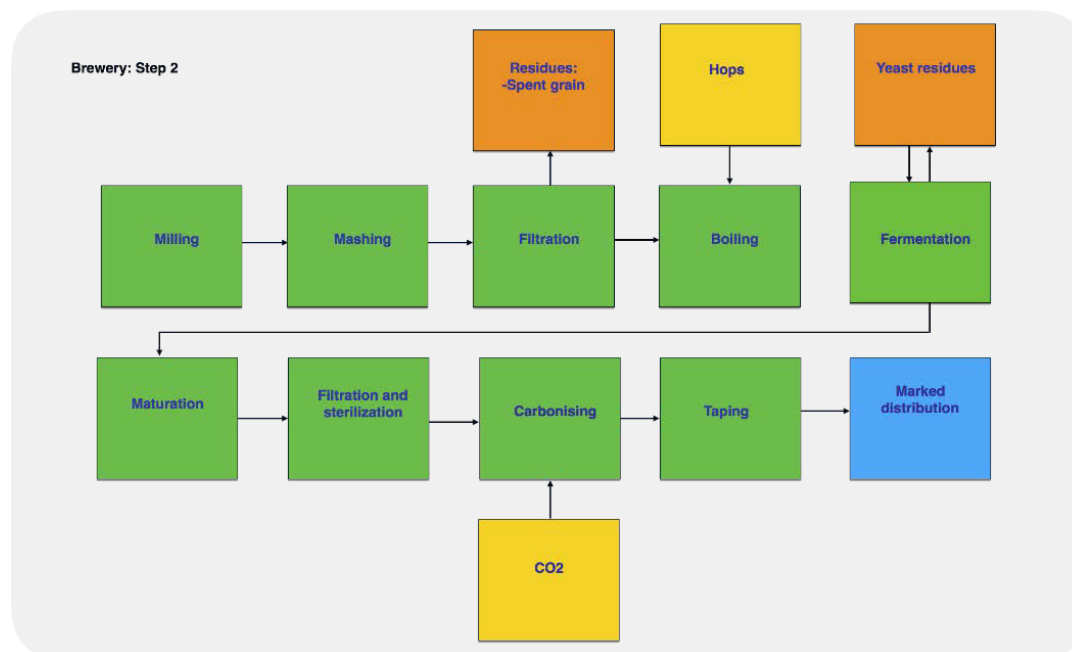 Brewery: Step 2
Residues:
-Spent grain
Hops
Yeast residues
Milling
Mashing
Filtration
Boiling
Fermentation
Maturation
Filtration and
sterilization
Carbonising
Taping
Marked
distribution
CO2